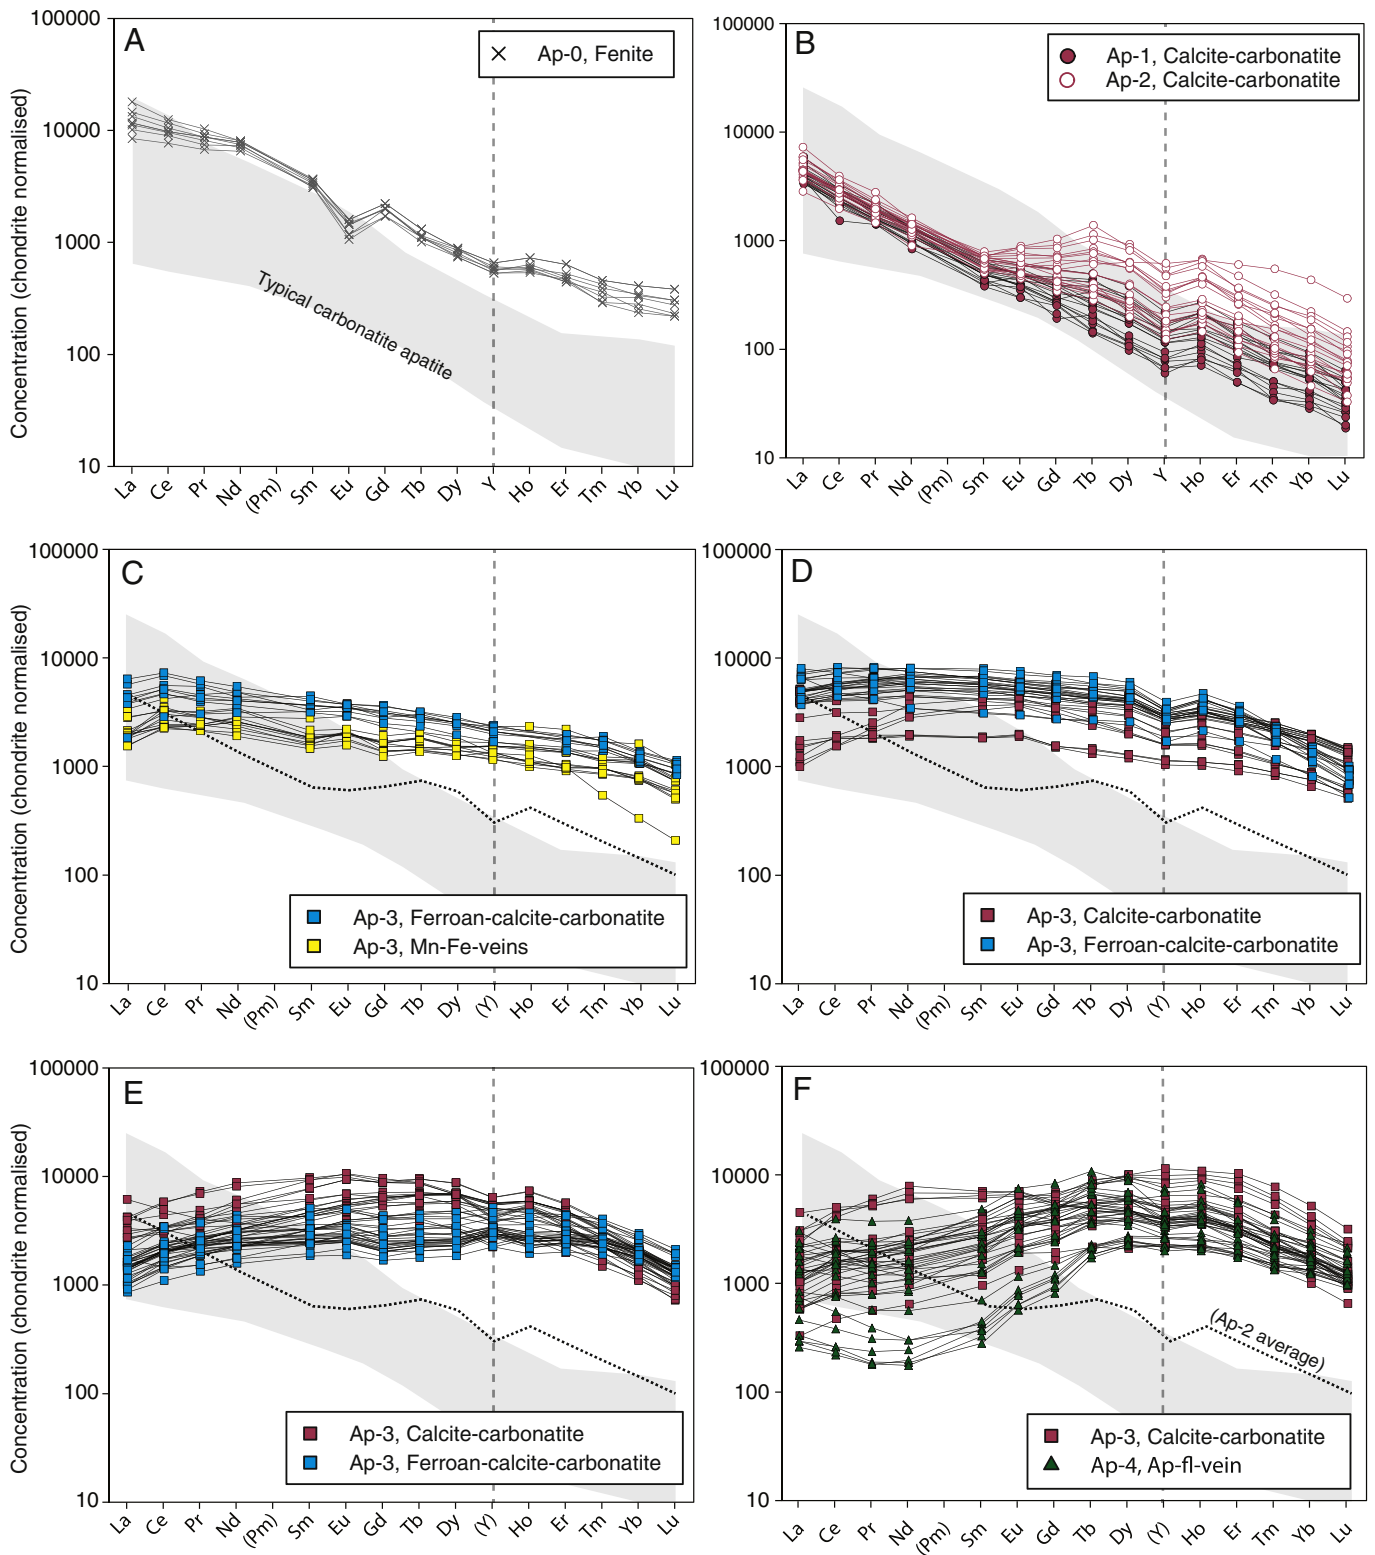 A
Ap-0, Fenite
Typical carbonatite apatite
Concentration (chondrite normalised)
100000
10000
1000
100
10
La Ce Pr Nd (Pm) Sm Eu Gd Tb Dy Y Ho Er Tm Yb Lu
B
Ap-1, Calcite-carbonatite
Ap-2, Calcite-carbonatite
100000
10000
1000
100
10
La Ce Pr Nd (Pm) Sm Eu Gd Tb Dy Y Ho Er Tm Yb Lu
C
Concentration (chondrite normalised)
100000
10000
1000
100
10
Ap-3, Ferroan-calcite-carbonatite
Ap-3, Mn-Fe-veins
La Ce Pr Nd (Pm) Sm Eu Gd Tb Dy (Y) Ho Er Tm Yb Lu
D
100000
10000
1000
100
10
Ap-3, Calcite-carbonatite
Ap-3, Ferroan-calcite-carbonatite
La Ce Pr Nd (Pm) Sm Eu Gd Tb Dy (Y) Ho Er Tm Yb Lu
E
Concentration (chondrite normalised)
100000
10000
1000
100
10
Ap-3, Calcite-carbonatite
Ap-3, Ferroan-calcite-carbonatite
La Ce Pr Nd (Pm) Sm Eu Gd Tb Dy (Y) Ho Er Tm Yb Lu
F
100000
10000
1000
100
10
(Ap-2 average)
Ap-3, Calcite-carbonatite
Ap-4, Ap-fl-vein
La Ce Pr Nd (Pm) Sm Eu Gd Tb Dy (Y) Ho Er Tm Yb Lu